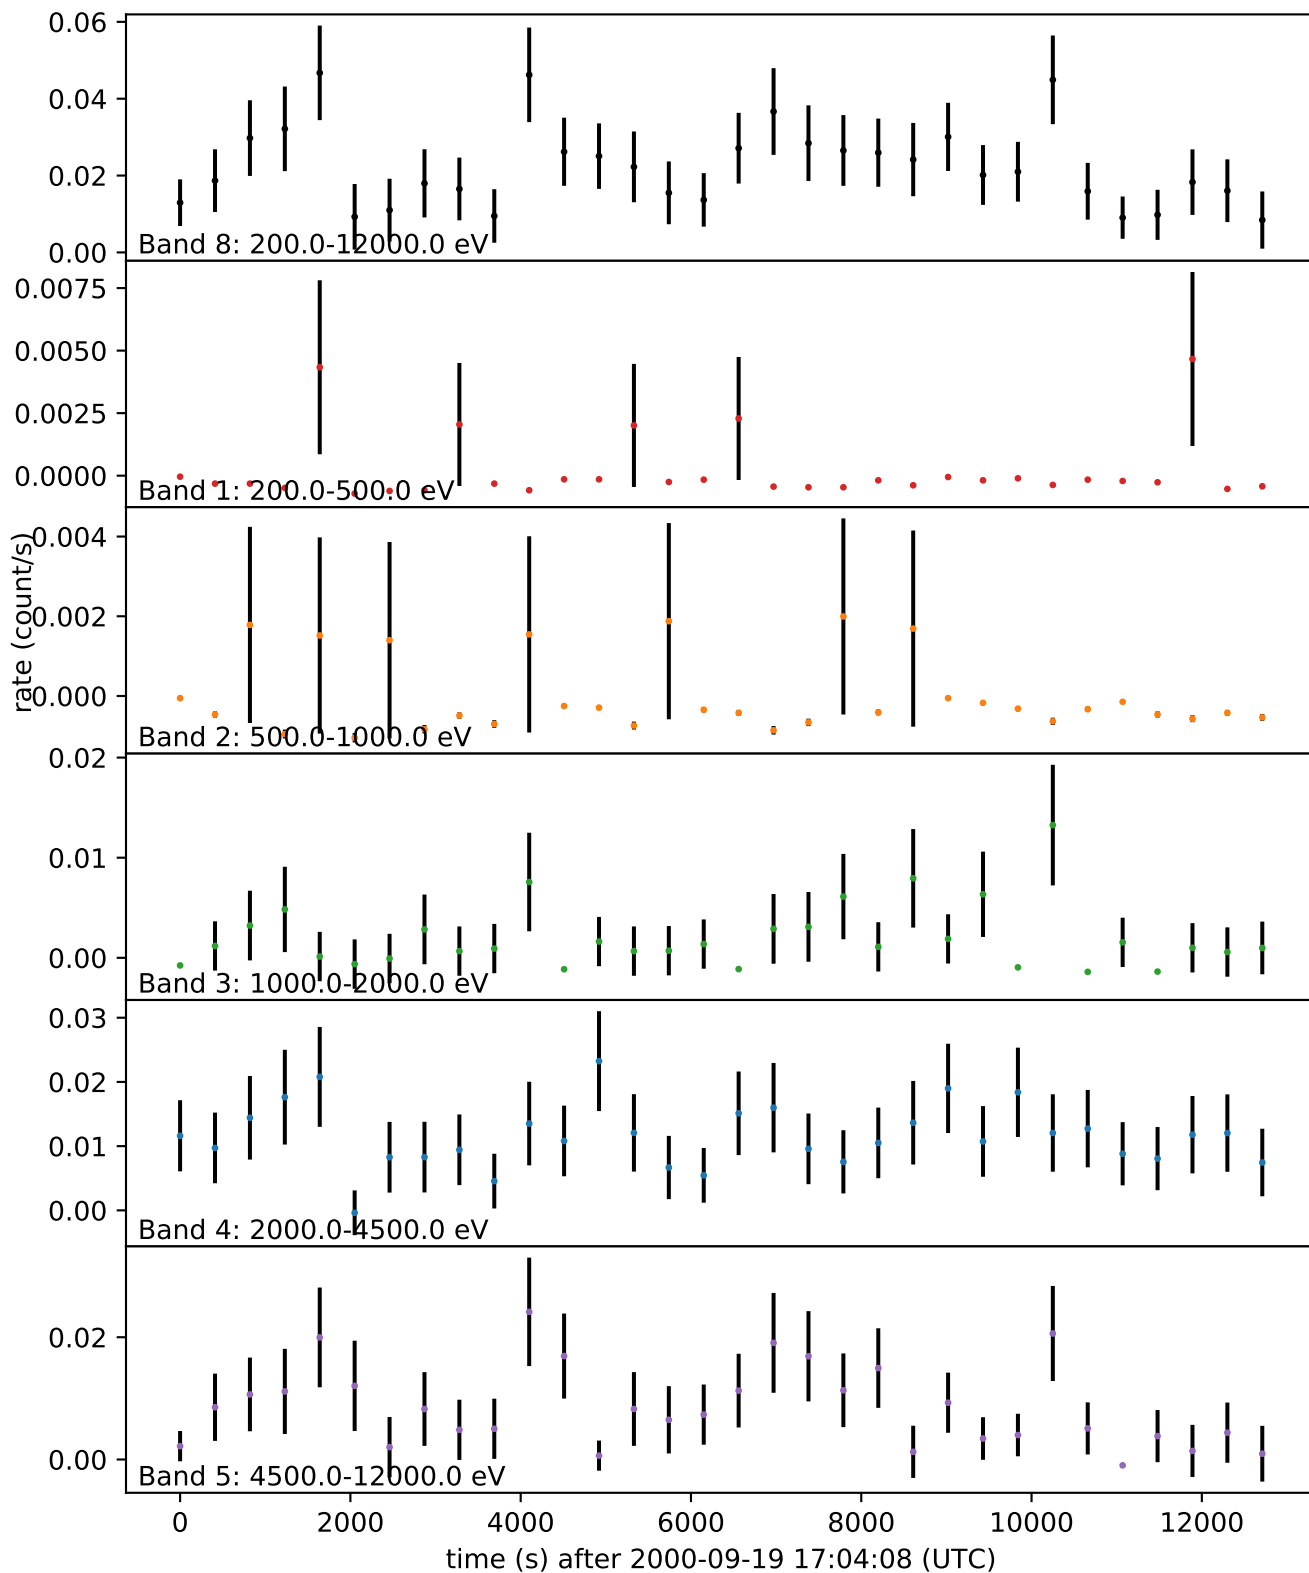 0.06
0.04
0.02
0.00
Band 8: 200.0-12000.0 eV
0.0075
0.0050
0.0025
0.0000
Band 1: 200.0-500.0 eV
rate (count/s)
0.004
0.002
0.000
Band 2: 500.0-1000.0 eV
0.02
0.01
0.00
Band 3: 1000.0-2000.0 eV
0.03
0.02
0.01
0.00
Band 4: 2000.0-4500.0 eV
0.02
0.00
Band 5: 4500.0-12000.0 eV
0 2000 4000 6000 8000 10000 12000
time (s) after 2000-09-19 17:04:08 (UTC)